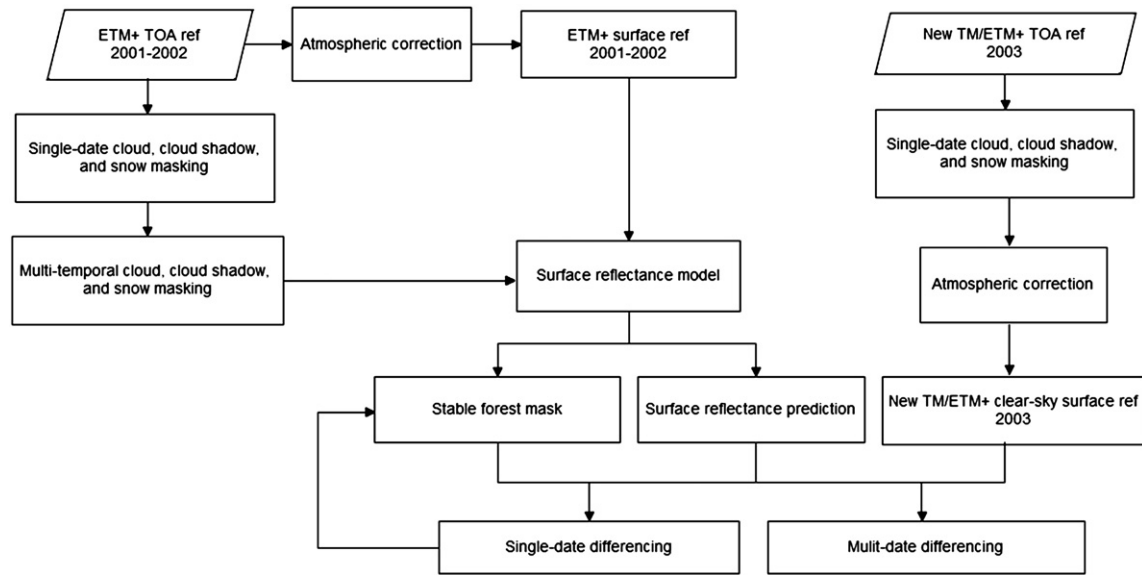 ETM+ TOA ref
2001-2002
Atmospheric correction
ETM+ surface ref
2001-2002
New TM/ETM+ TOA ref
2003
Single-date cloud, cloud shadow,
and snow masking
Single-date cloud, cloud shadow,
and snow masking
Multi-temporal cloud, cloud shadow,
and snow masking
Surface reflectance model
Atmospheric correction
Stable forest mask
Surface reflectance prediction
New TM/ETM+ clear-sky surface ref
2003
Single-date differencing
Mulit-date differencing